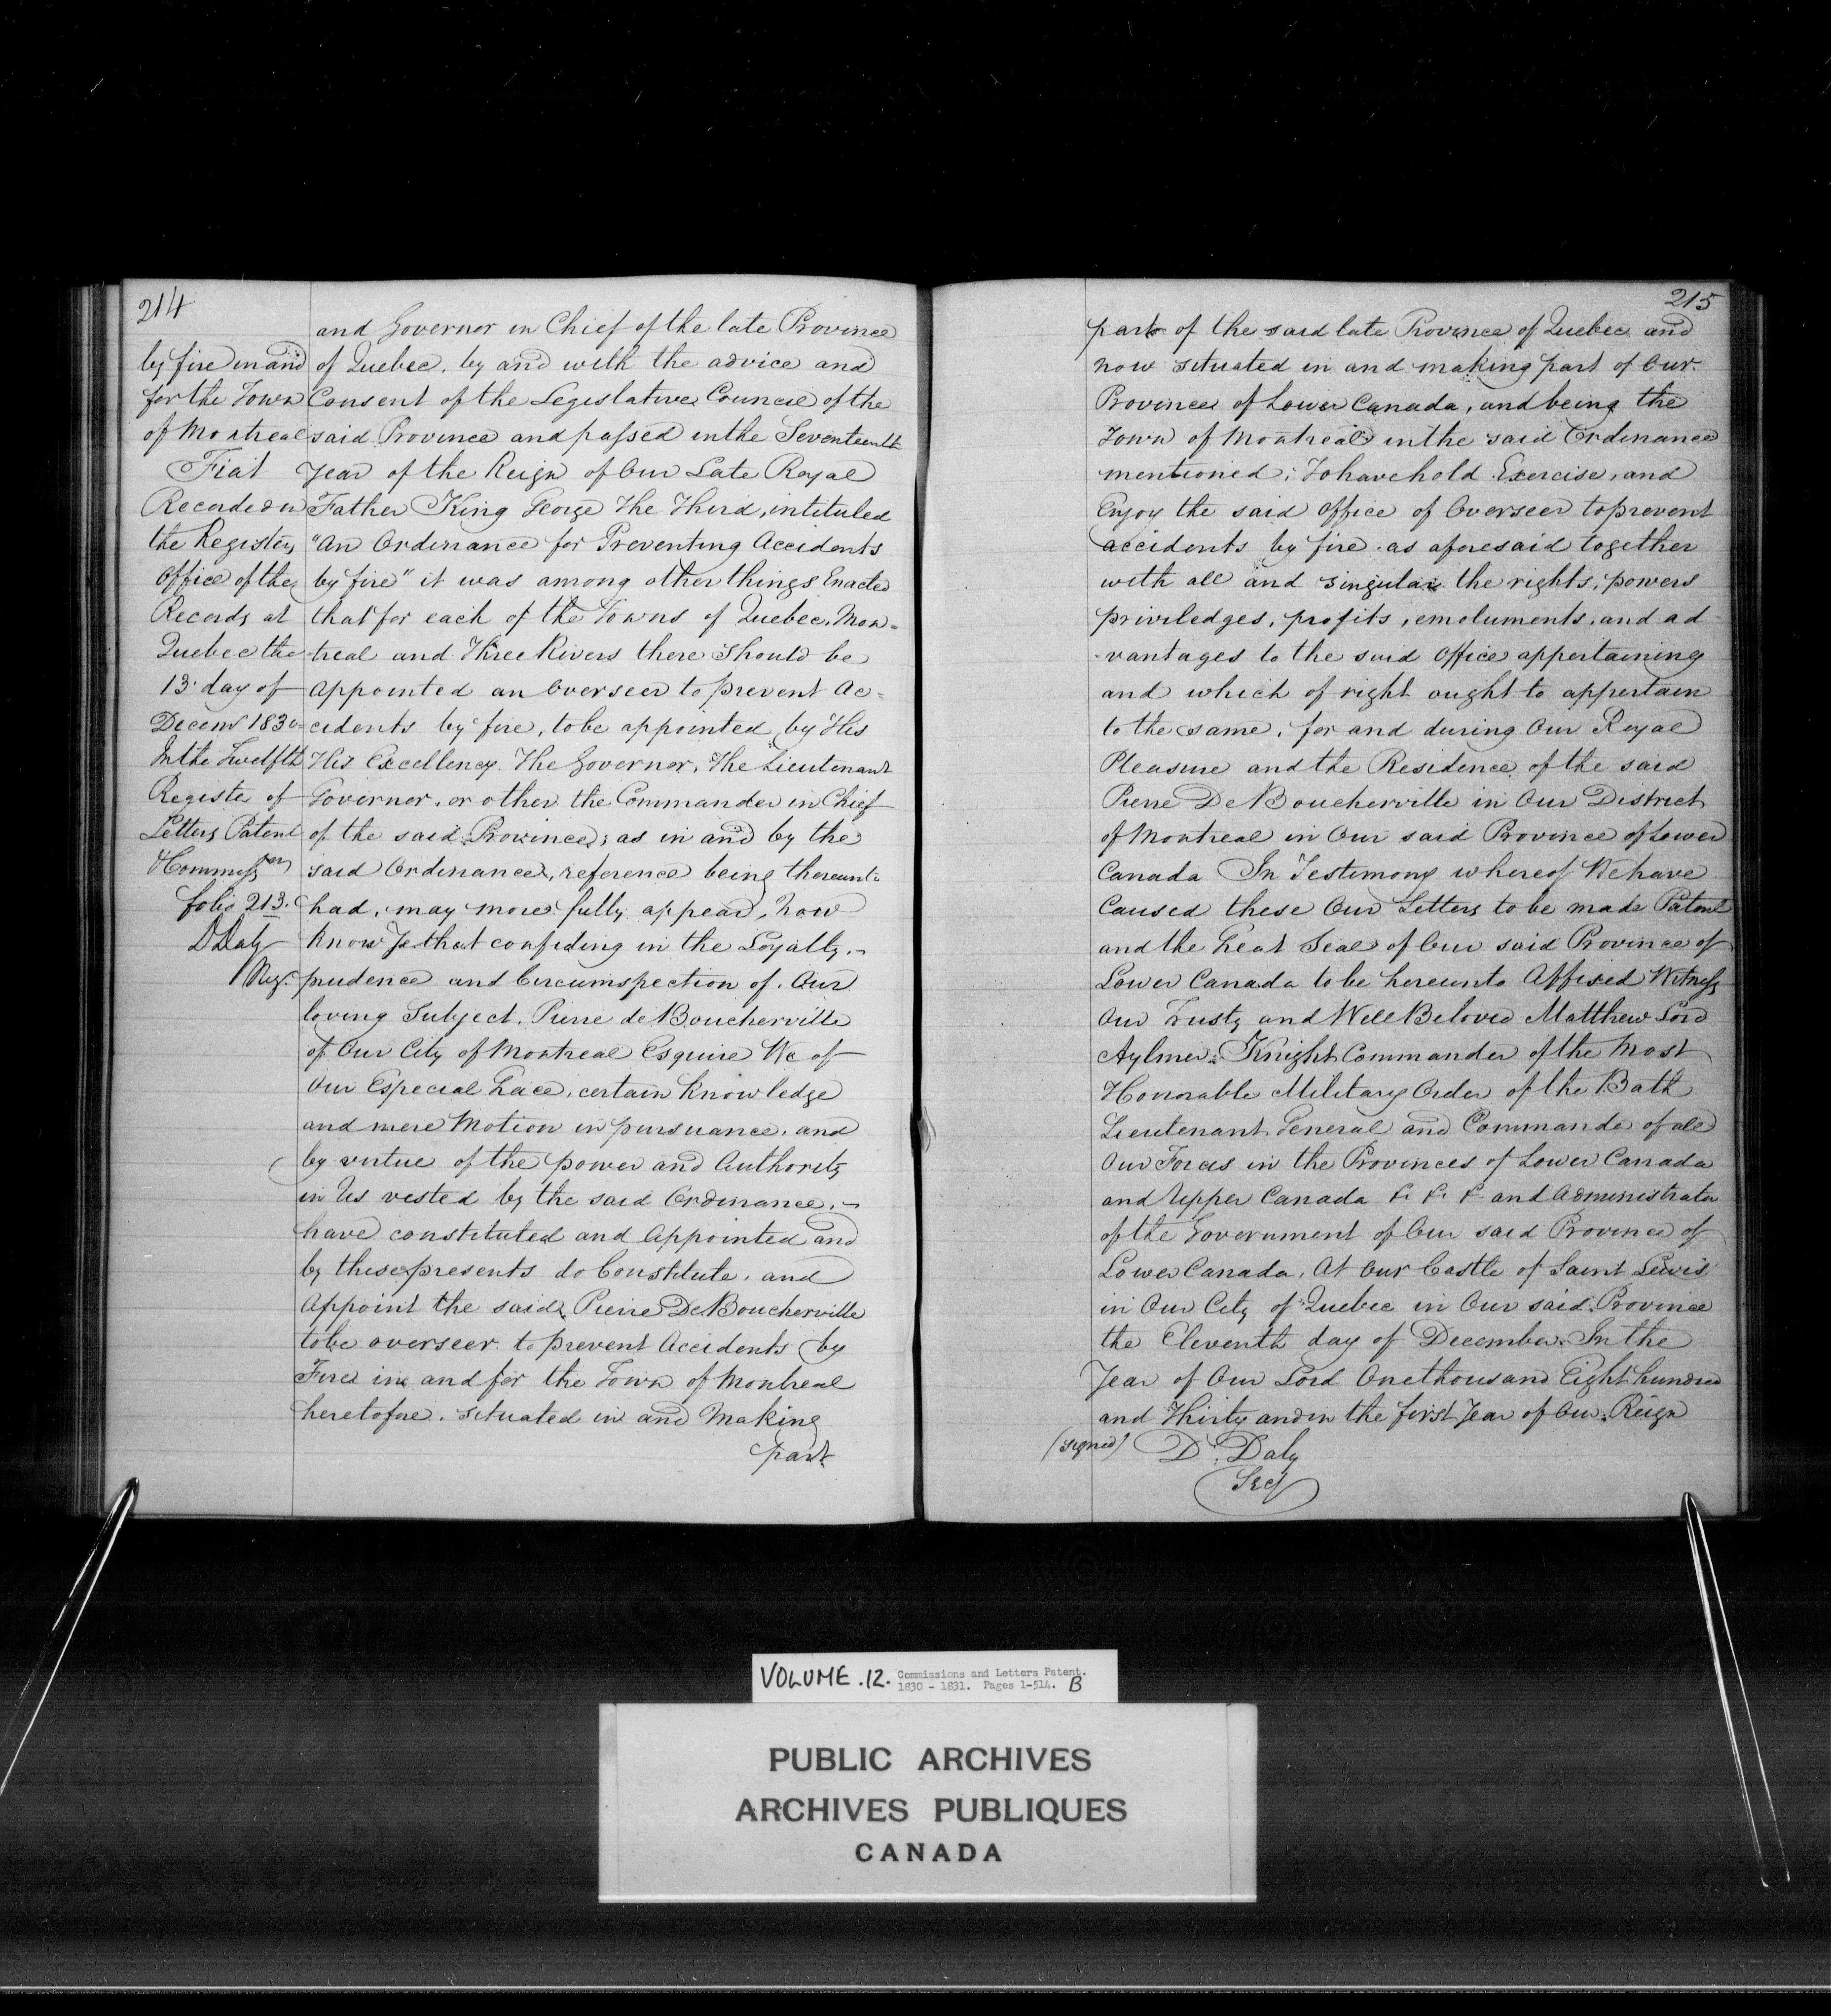 214
by fire in and
for the Town
of Montreal
Fiat
Recorded in
the Registers
Office of the
Records at
Quebec the
13 day of
Decemr 1830
In the Twelfth
Register of
Letters Patent
& Commissn
folio 213.
D Daly
Reg.
and Governor in Chief of the late Province
of Quebec, by and with the advice and
Consent of the Legislative Council of the
said Province and passed in the Seventeenth
year of the Reign of Our Late Royal
Father King George The Third, intituled
"An Ordinance for Preventing Accidents
by fire" it was among other things Enacted
that for each of the Towns of Quebec, Mon=
treal and Three Rivers there should be
appointed an Overseer to prevent Ac=
cidents by fire, to be appointed by His
His Excellency The Governor, The Lieutenant
Governor, or other the Commander in Chief
of the said Province; as in and by the
said Ordinance, reference being thereunto
had, may more fully appear, Now
Know Ye that confiding in the Loyalty,
prudence and Circumspection of Our
loving Subject, Pierre de Boucherville
of Our City of Montreal Esquire We of
Our Especial Grace, certain knowledge
and mere Motion in pursuance, and
by virtue of the power and Authority
in Us vested by the said Ordinance,
have constituted and Appointed and
by these presents do Constitute, and
Appoint the said Pierre De Boucherville
to be overseer to prevent Accidents by
Fire in and for the Town of Montreal
heretofore, situated in and Making
part
215
part of the said late Province of Quebec and
now situated in and making part of Our
Province of Lower Canada, and being the
Town of Montreal in the said Ordinance
mentioned; To have hold Exercise, and
Enjoy the said Office of Overseer to prevent
accidents by fire as aforesaid together
with all and singular the rights, powers
priviledges, profits, emoluments, and ad
-vantages to the said Office appertaining
and which of right ought to appertain
to the same, for and during Our Royal
Pleasure and the Residence of the said
Pierre De Boucherville in Our District
of Montreal in Our said Province of Lower
Canada In Testimony whereof We have
Caused these Our Letters to be made Patent
and the Great Seal of Our said Province of
Lower Canada to be hereunto Affixed Witness
Our Trusty and Well Beloved Matthew Lord
Aylmer Knight Commander of the Most
Honorable Military Order of the Bath
Lieutenant General and Commander of all
Our Forces in the Provinces of Lower Canada
and Upper Canada &c &c &c and Administrator
of the Government of Our said Province of
Lower Canada, At Our Castle of Saint Lewis
in Our City of Quebec in Our said Province
the Eleventh day of December In the
Year of Our Lord One thousand Eight hundred
and Thirty and in the first Year of Our Reign
(signed) D. Daly
Secy
VOLUME .12. Commissions and Letters Patent.
1830 - 1831. Pages 1-514. B
PUBLIC ARCHIVES
ARCHIVES PUBLIQUES
CANADA